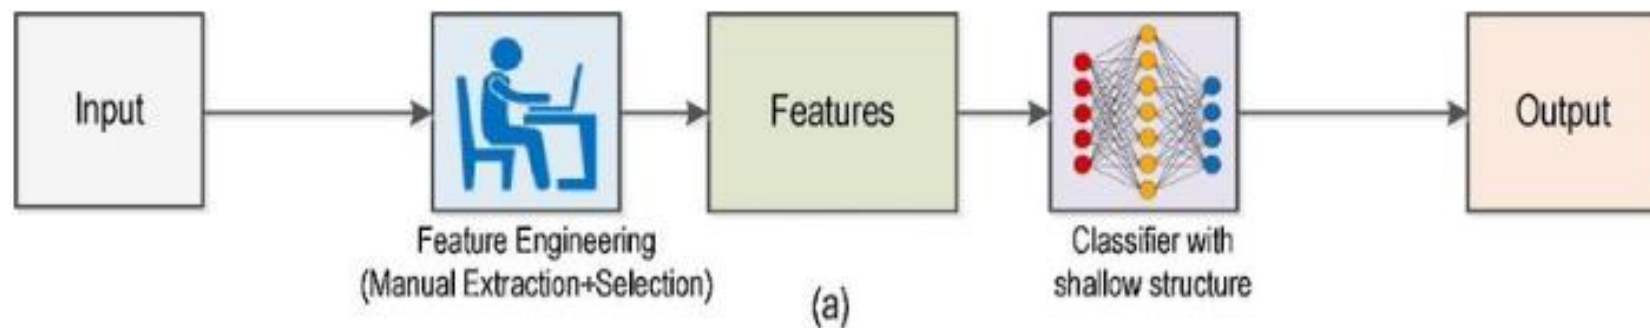 Input
Features
Output
Feature Engineering
(Manual Extraction+Selection)
Classifier with
shallow structure
(a)